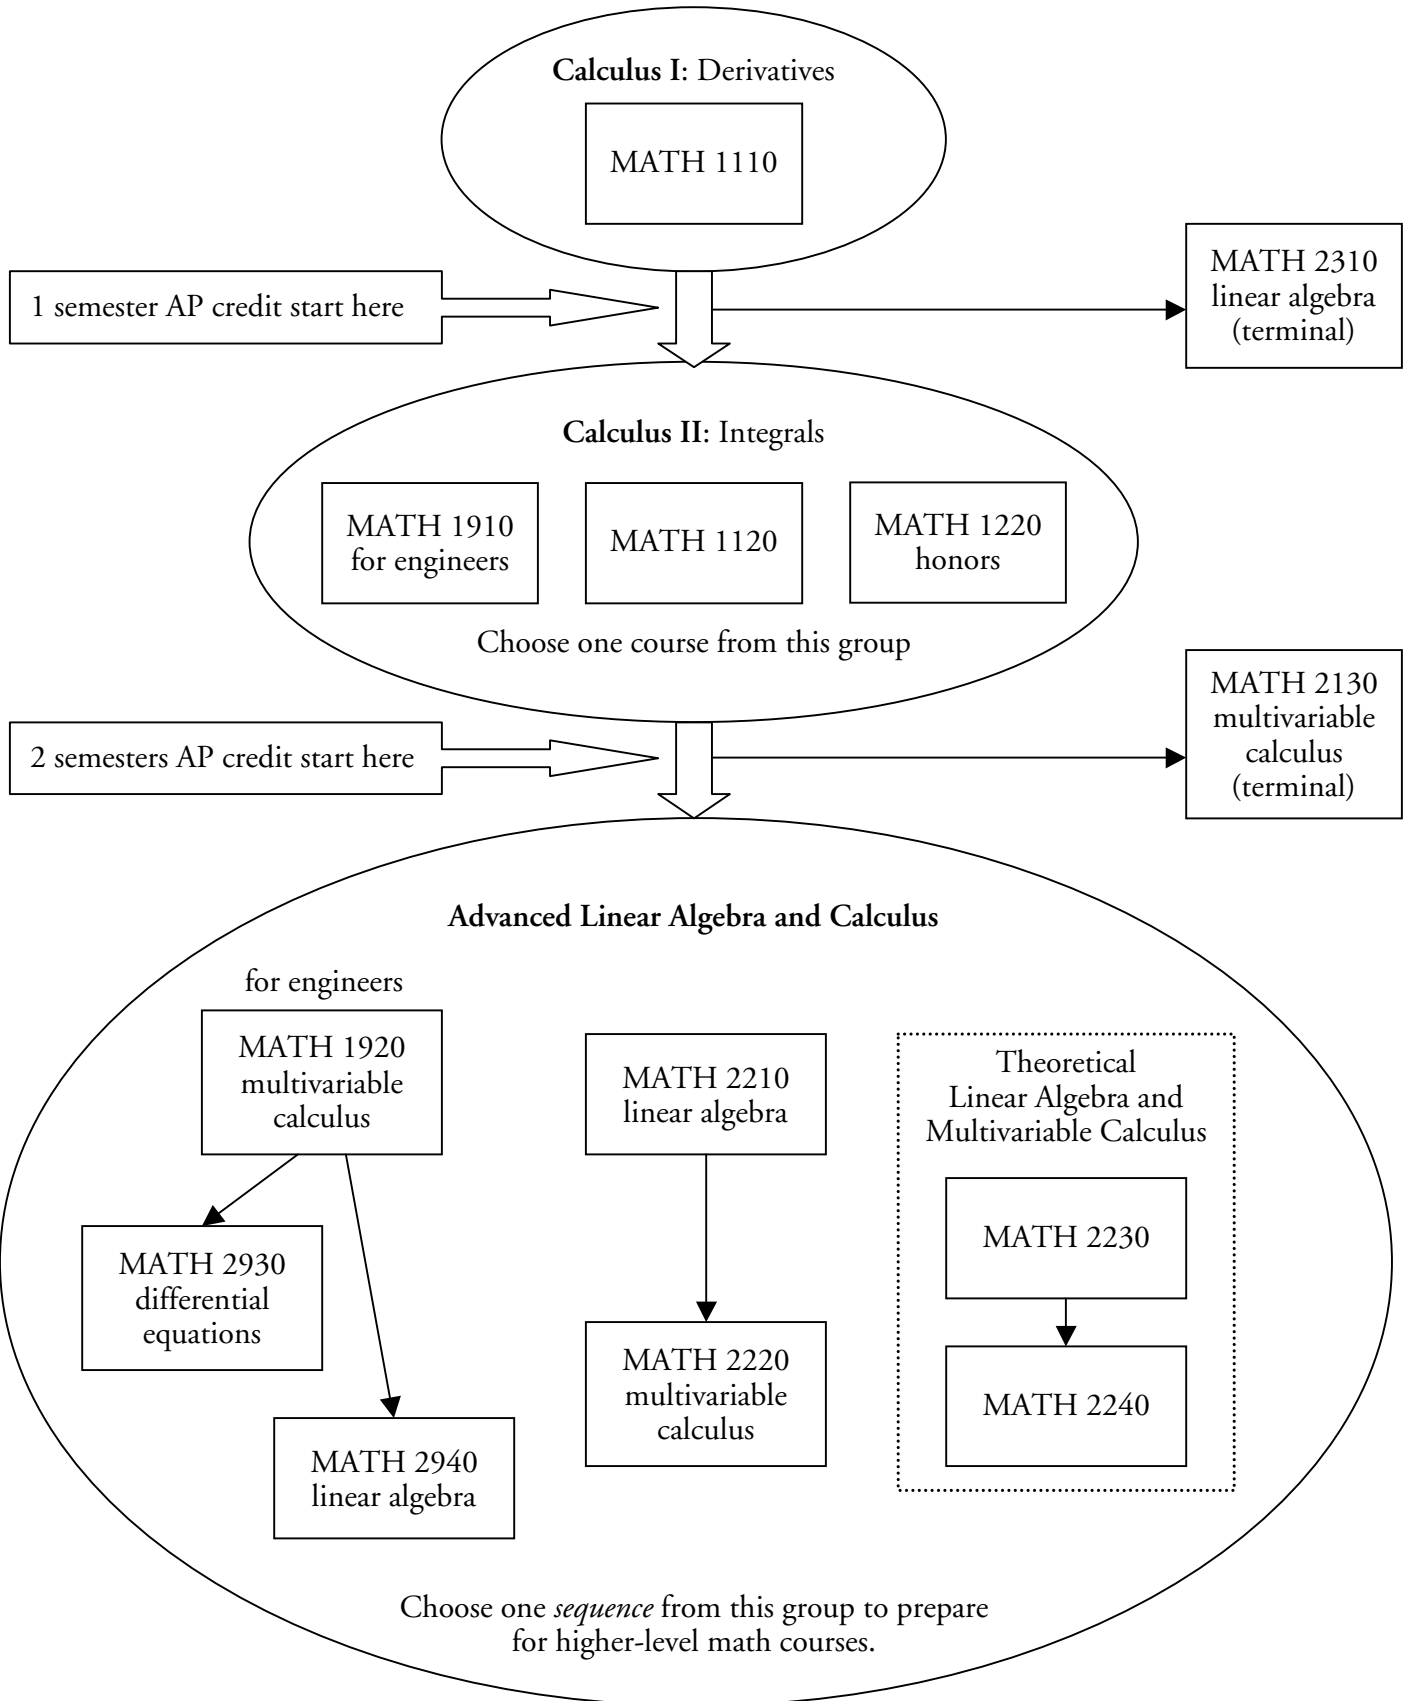 Calculus I: Derivatives
MATH 1110
1 semester AP credit start here
MATH 2310
linear algebra
(terminal)
Calculus II: Integrals
MATH 1910
for engineers
MATH 1120
MATH 1220
honors
Choose one course from this group
2 semesters AP credit start here
MATH 2130
multivariable
calculus
(terminal)
Advanced Linear Algebra and Calculus
for engineers
MATH 1920
multivariable
calculus
MATH 2930
differential
equations
MATH 2940
linear algebra
MATH 2210
linear algebra
MATH 2220
multivariable
calculus
Theoretical
Linear Algebra and
Multivariable Calculus
MATH 2230
MATH 2240
Choose one sequence from this group to prepare
for higher-level math courses.